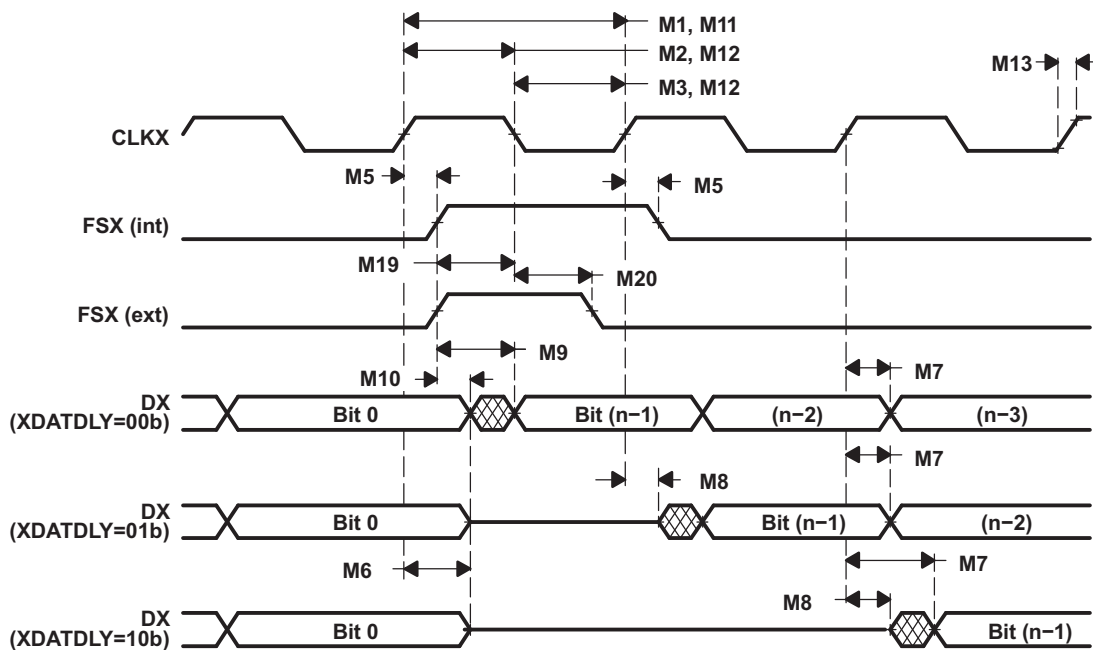 M1, M11
M2, M12
M13
M3, M12
CLKX
M5
M5
FSX (int)
M19
M20
FSX (ext)
M9
M10
M7
DX
(XDATDLY=00b)
Bit 0
Bit (n−1)
(n−2)
(n−3)
M7
M8
DX
(XDATDLY=01b)
Bit 0
Bit (n−1)
(n−2)
M6
M7
M8
DX
(XDATDLY=10b)
Bit 0
Bit (n−1)